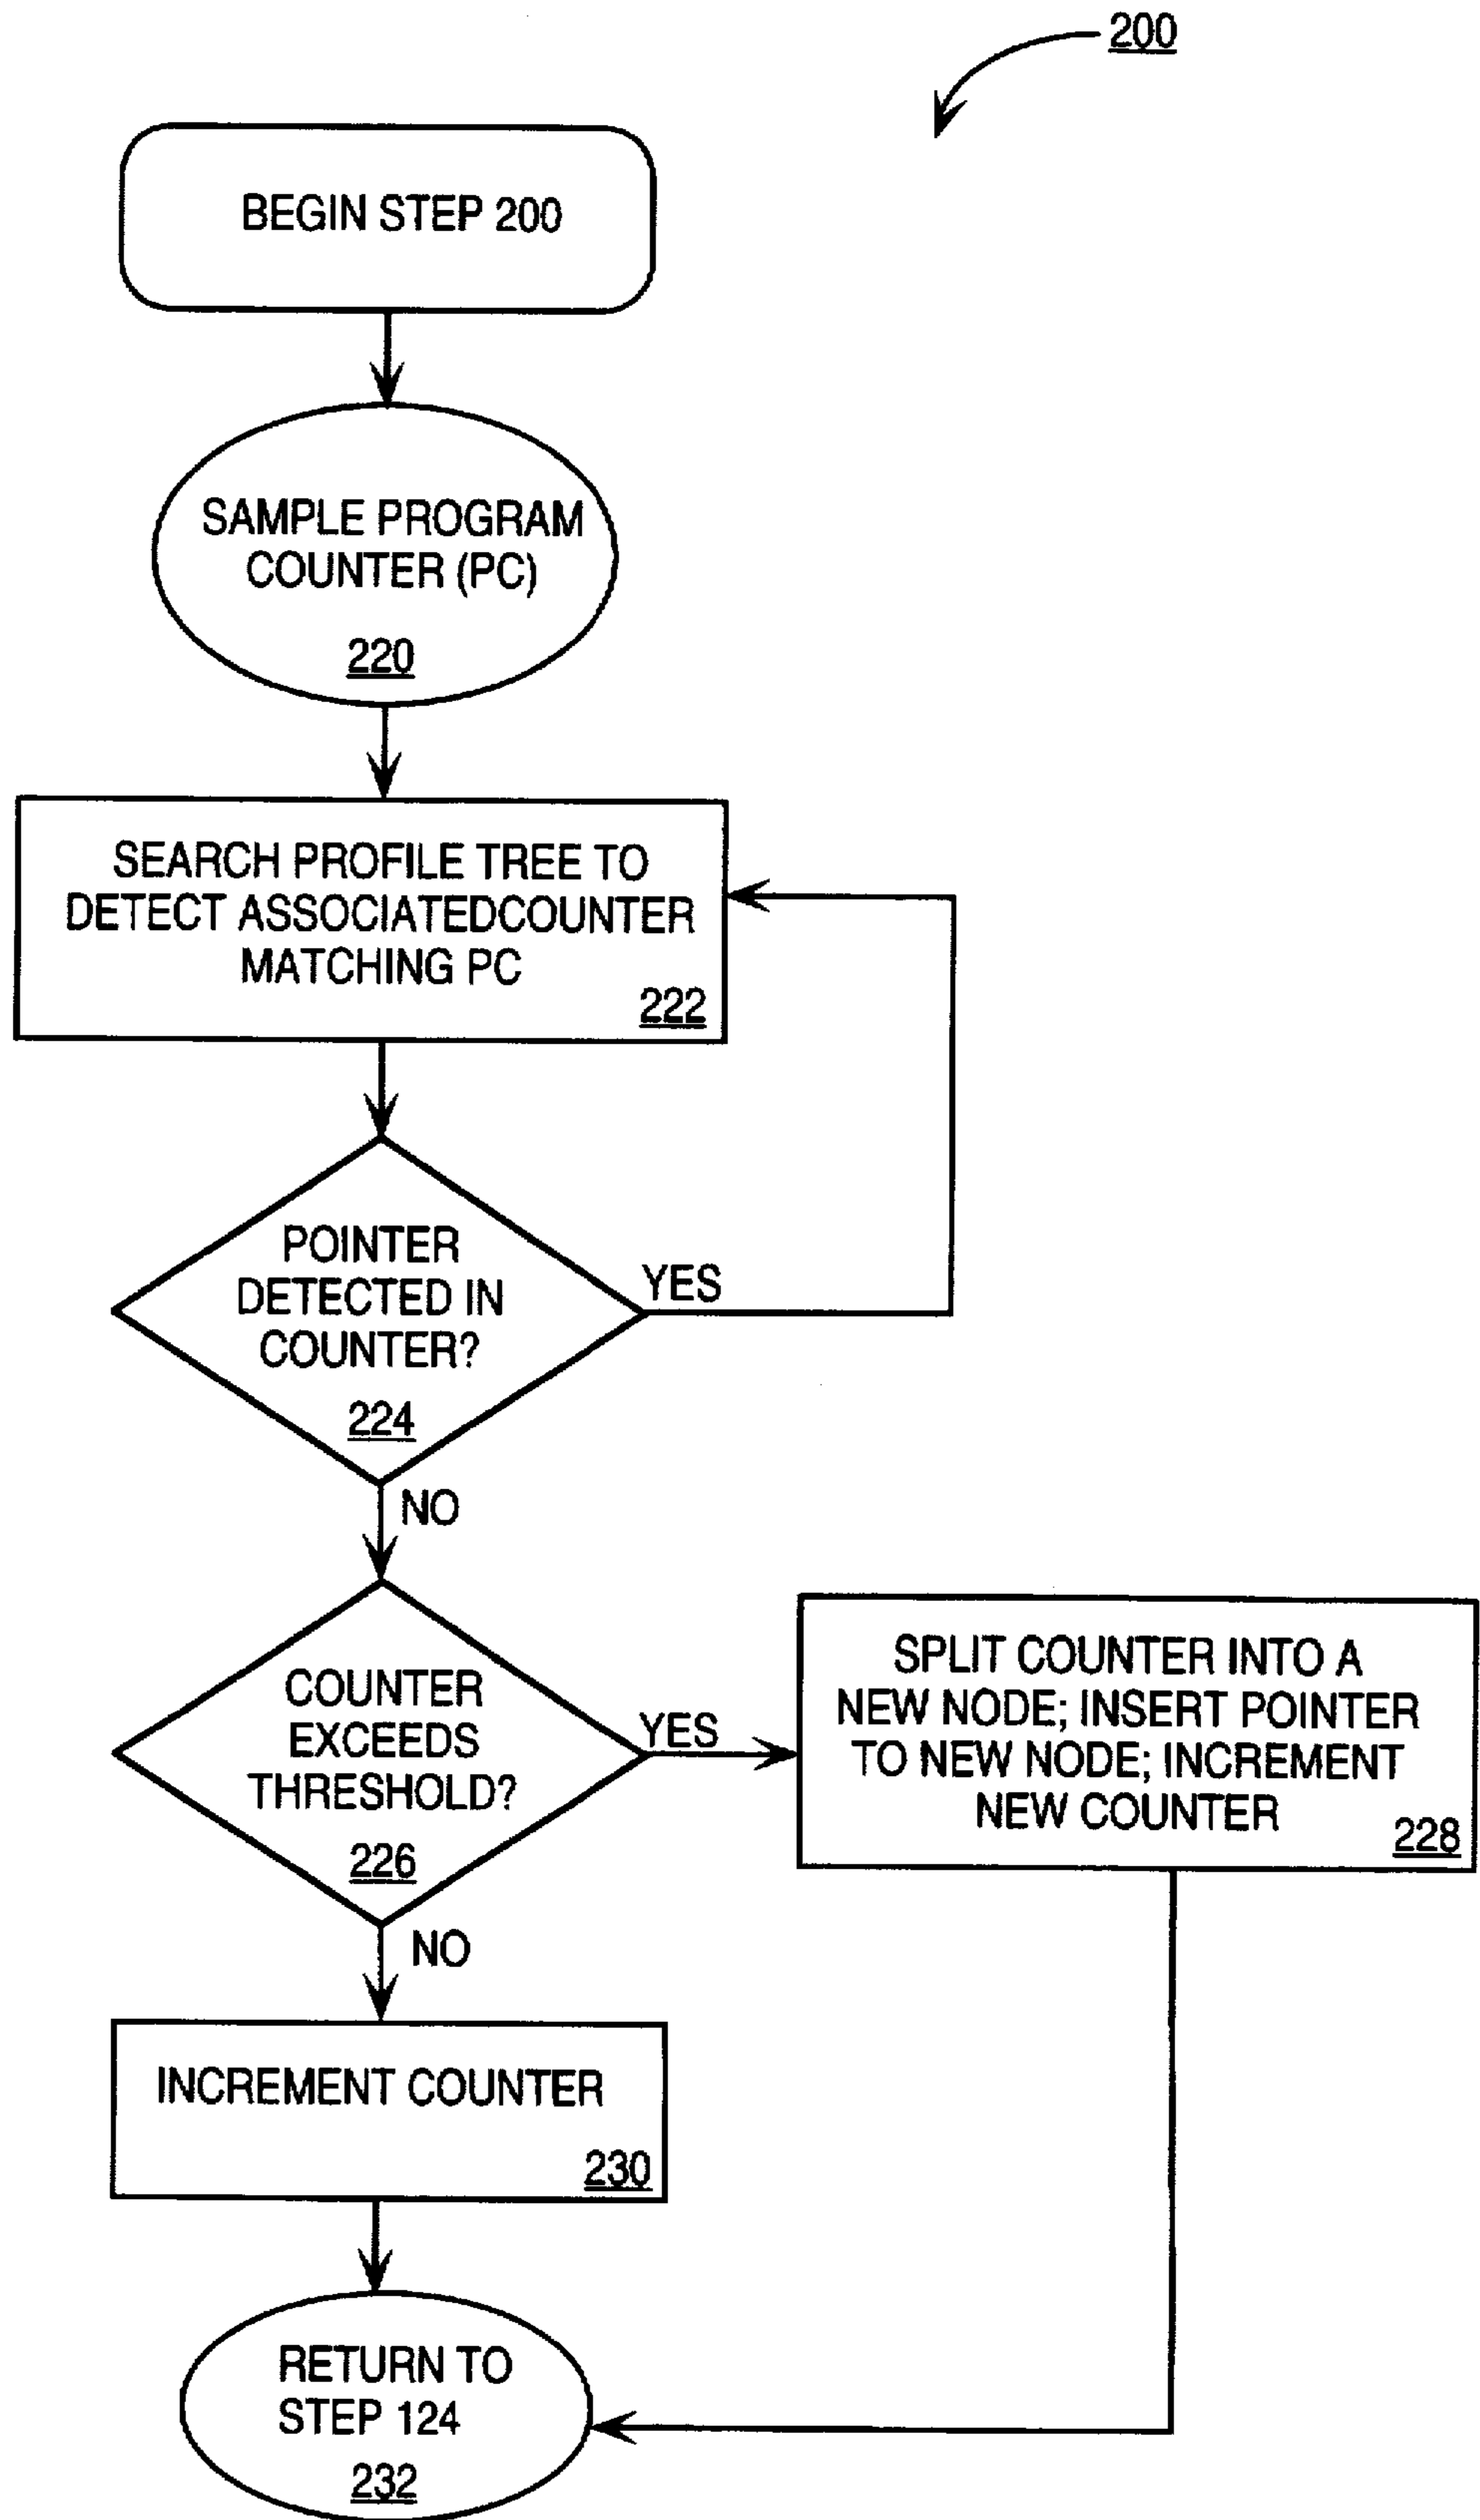 200
BEGIN STEP 200
SAMPLE PROGRAM
COUNTER (PC)
220
SEARCH PROFILE TREE TO
DETECT ASSOCIATEDCOUNTER
MATCHING PC
222
POINTER
DETECTED IN
COUNTER?
224
YES
NO
COUNTER
EXCEEDS
THRESHOLD?
226
YES
SPLIT COUNTER INTO A
NEW NODE; INSERT POINTER
TO NEW NODE; INCREMENT
NEW COUNTER
228
NO
INCREMENT COUNTER
230
RETURN TO
STEP 124
232